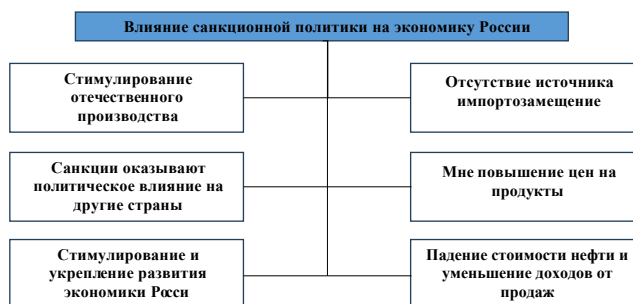 Влияние санкционной политики на экономику России
Стимулирование
отечественного
производства
Отсутствие источника
импортозамещение
Санкции оказывают
политическое влияние на
другие страны
Мне повышение цен на
продукты
Стимулирование и
укрепление развития
экономики Росси
Падение стоимости нефти и
уменьшение доходов от
продаж